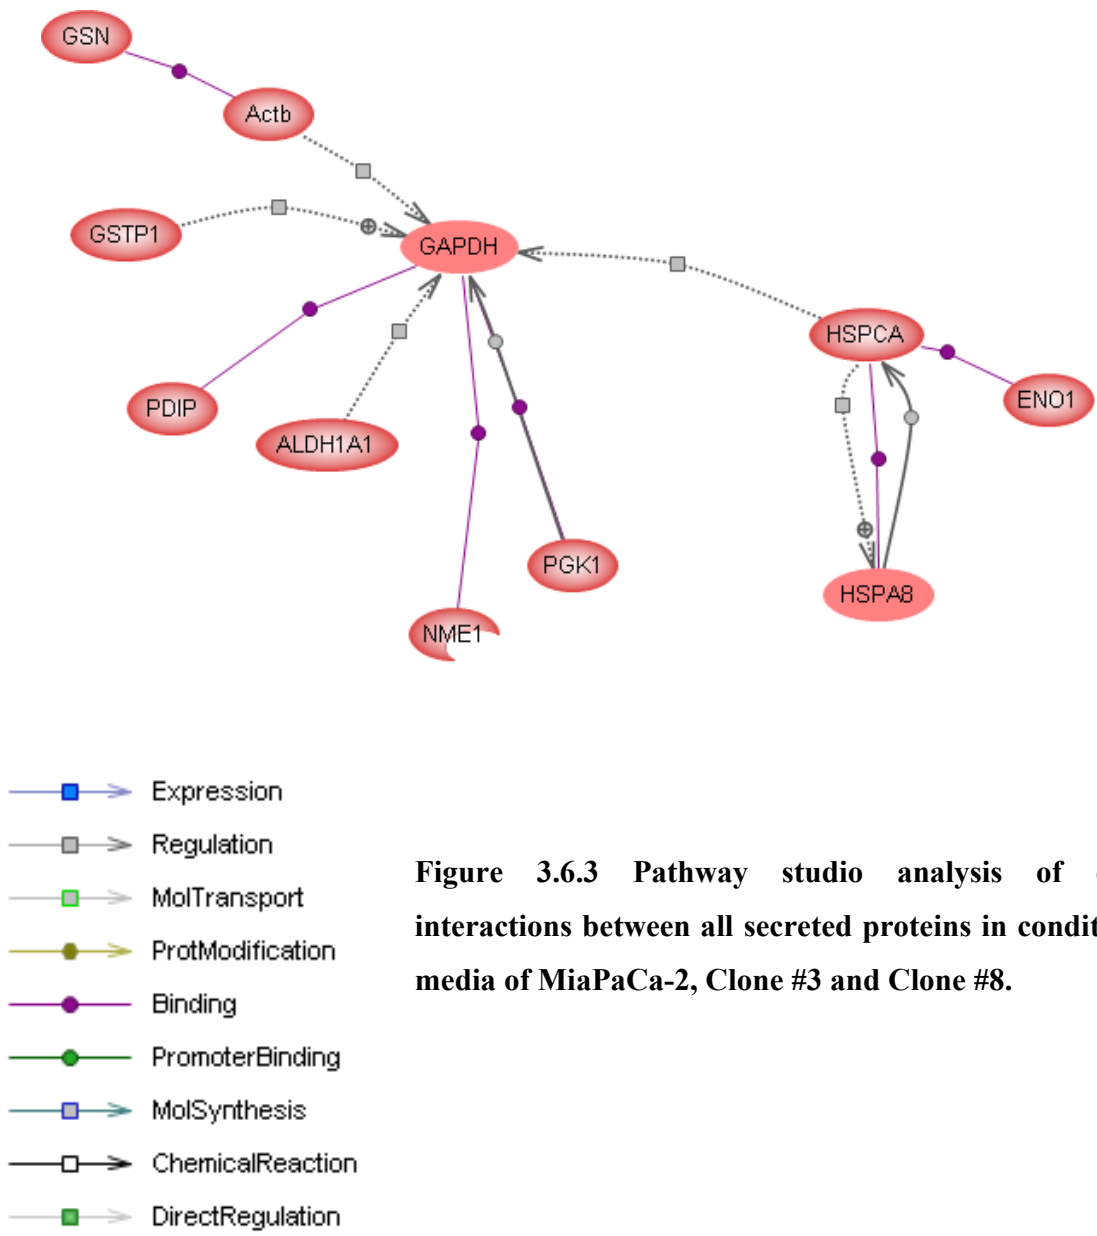 GSN
Actb
GSTP1
GAPDH
HSPCA
PDIP
ENO1
ALDH1A1
PGK1
HSPA8
NME1
Expression
Regulation
MolTransport
ProtModification
Binding
PromoterBinding
MolSynthesis
ChemicalReaction
DirectRegulation
Figure 3.6.3 Pathway studio analysis of
interactions between all secreted proteins in
media of MiaPaCa-2, Clone #3 and Clone #8.